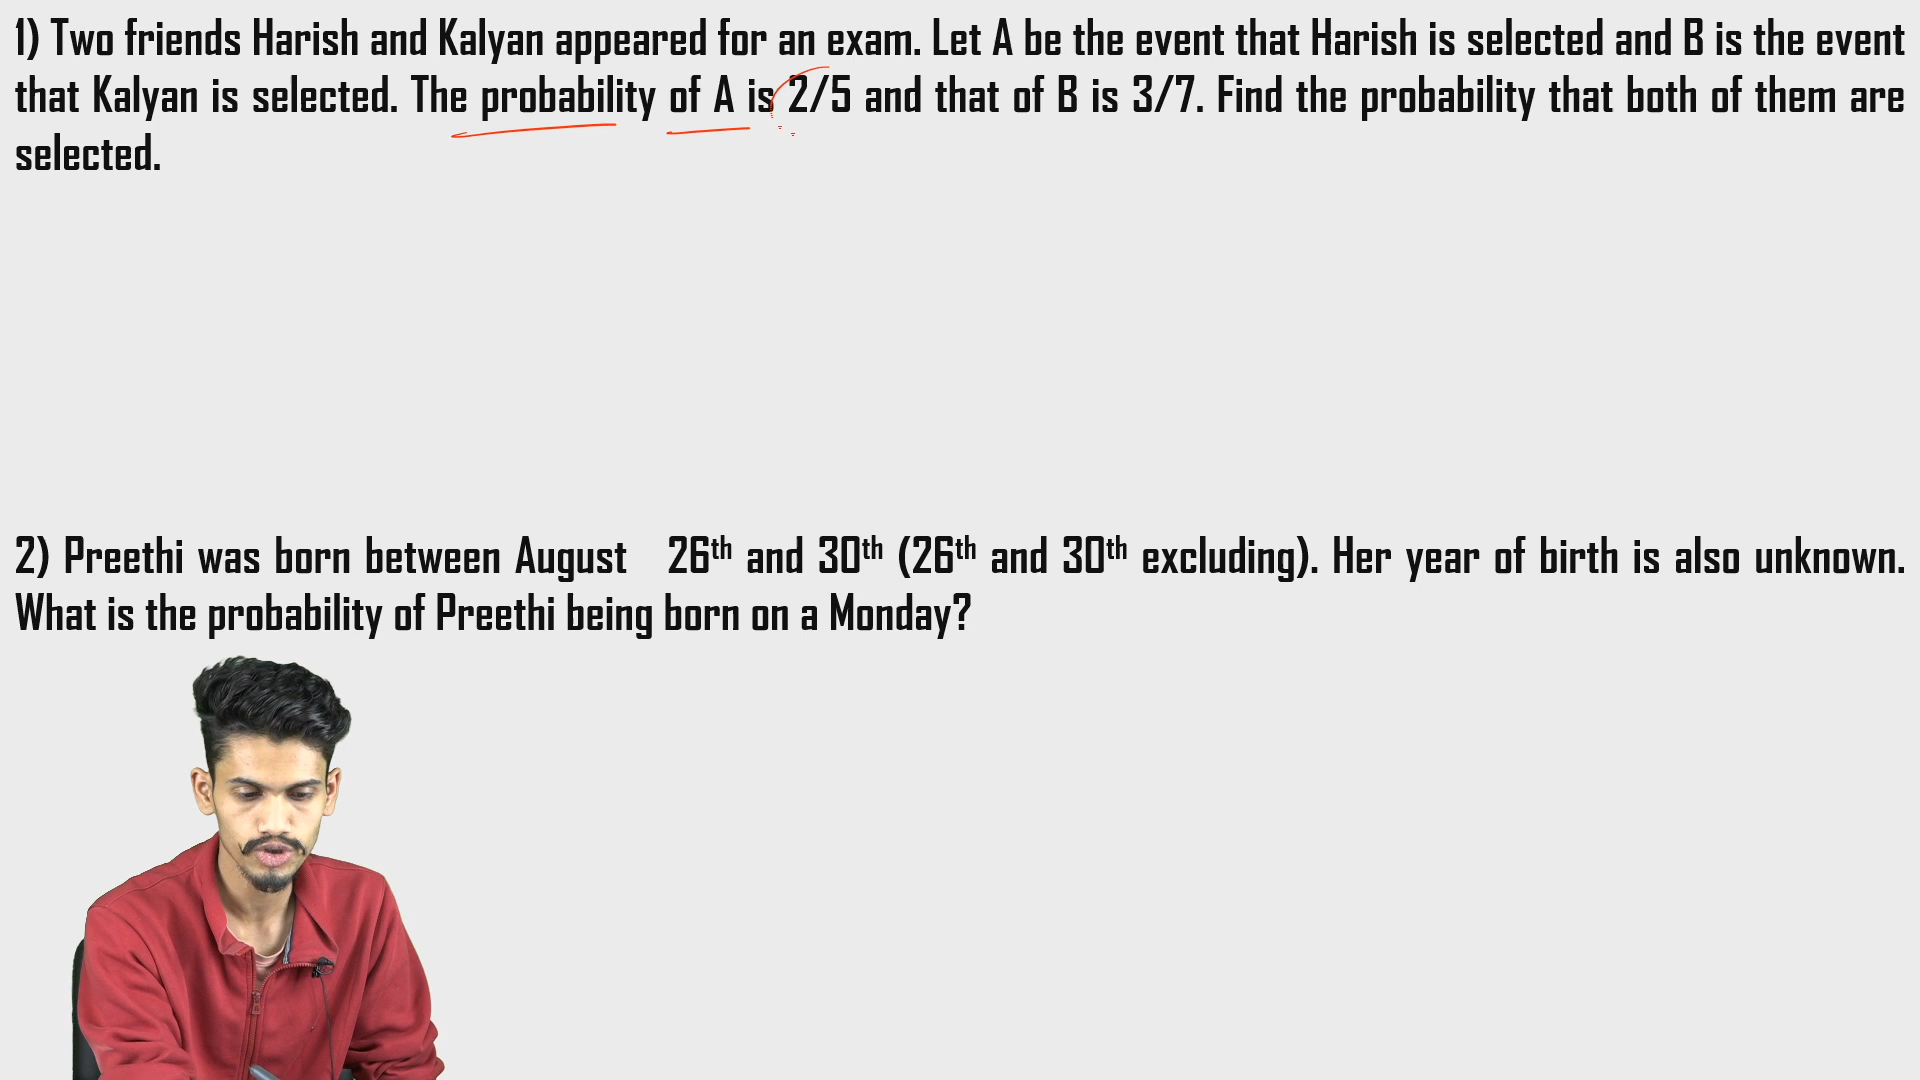 1) Two friends Harish and Kalyan appeared for an exam. Let A be the event that Harish is selected and B is the event
that Kalyan is selected. The probability of A is 2/5 and that of B is 3/7. Find the probability that both of them are
selected.
2) Preethi was born between August 26th and 30th (26th and 30th excluding). Her year of birth is also unknown.
What is the probability of Preethi being born on a Monday?